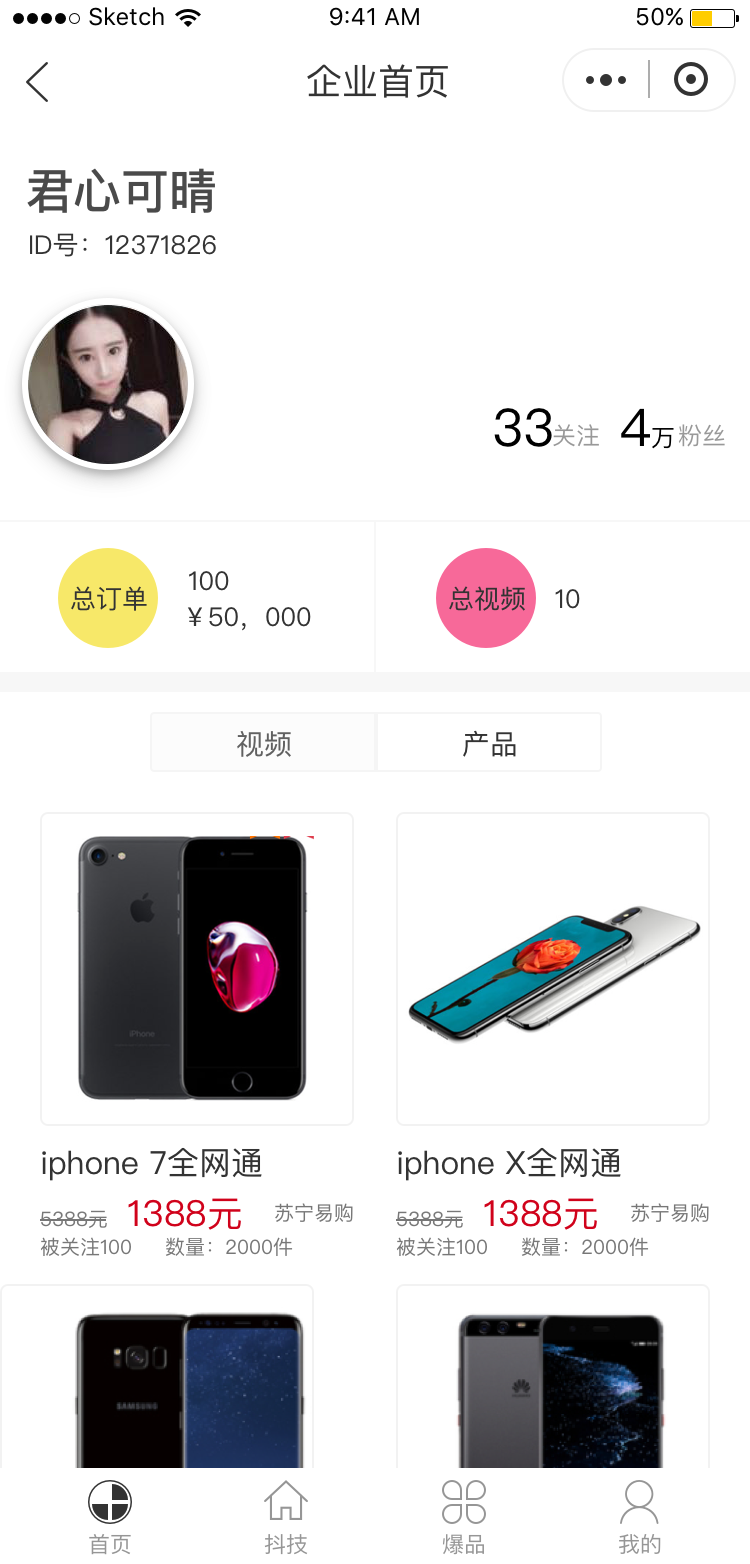 Sketch 9:41 AM 50%
企业首页
君心可晴
ID号：12371826
33关注 4万粉丝
总订单 100
¥50，000
总视频 10
视频 产品
iPhone
iphone 7全网通 iphone X全网通
5388元 1388元 苏宁易购 5388元 1388元 苏宁易购
被关注100 数量：2000件 被关注100 数量：2000件
SAMSUNG
HUAWEI
首页 抖技 爆品 我的